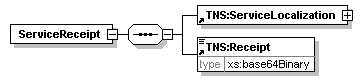 TNS:ServiceLocalization
ServiceReceipt
TNS:Receipt
type xs:base64Binary